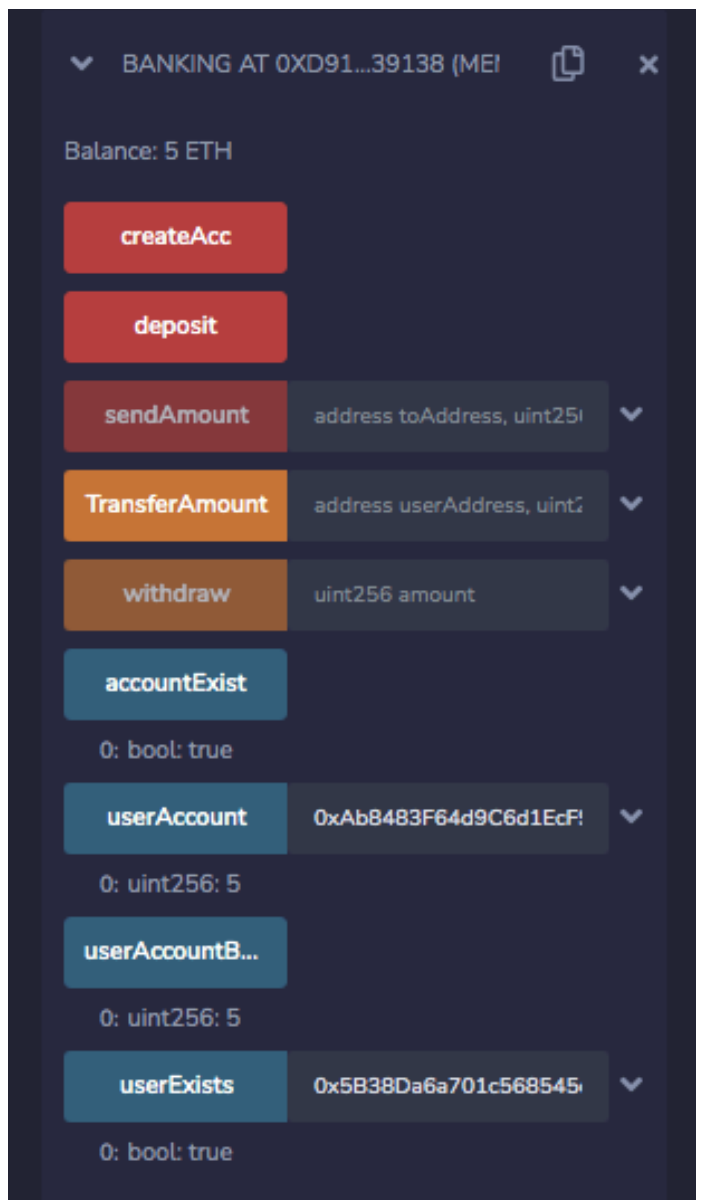 BANKING AT 0XD91...39138 (MEI
Balance: 5 ETH
createAcc
deposit
sendAmount address toAddress, uint25
TransferAmount address userAddress, uint2
withdraw uint256 amount
accountExist
0: bool: true
userAccount 0xAb8483F64d9C6d1EcF
0: uint256: 5
userAccountB...
0: uint256: 5
userExists 0x5B38Da6a701c568545
0: bool: true